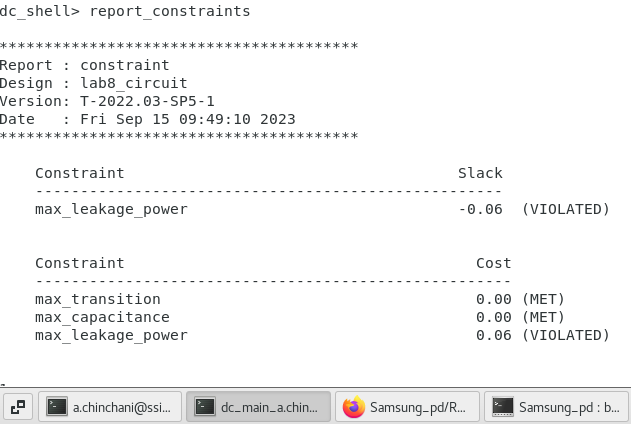 dc_shell> report_constraints
****************************************
Report : constraint
Design : lab8_circuit
Version: T-2022.03-SP5-1
Date   : Fri Sep 15 09:49:10 2023
****************************************
Constraint                                     Slack
----------------------------------------------------
max_leakage_power                              -0.06  (VIOLATED)
Constraint                                       Cost
-----------------------------------------------------
max_transition                                   0.00 (MET)
max_capacitance                                  0.00 (MET)
max_leakage_power                                0.06 (VIOLATED)
a.chinchani@ssi... dc_main_a.chin... Samsung_pd/R... Samsung_pd : b...